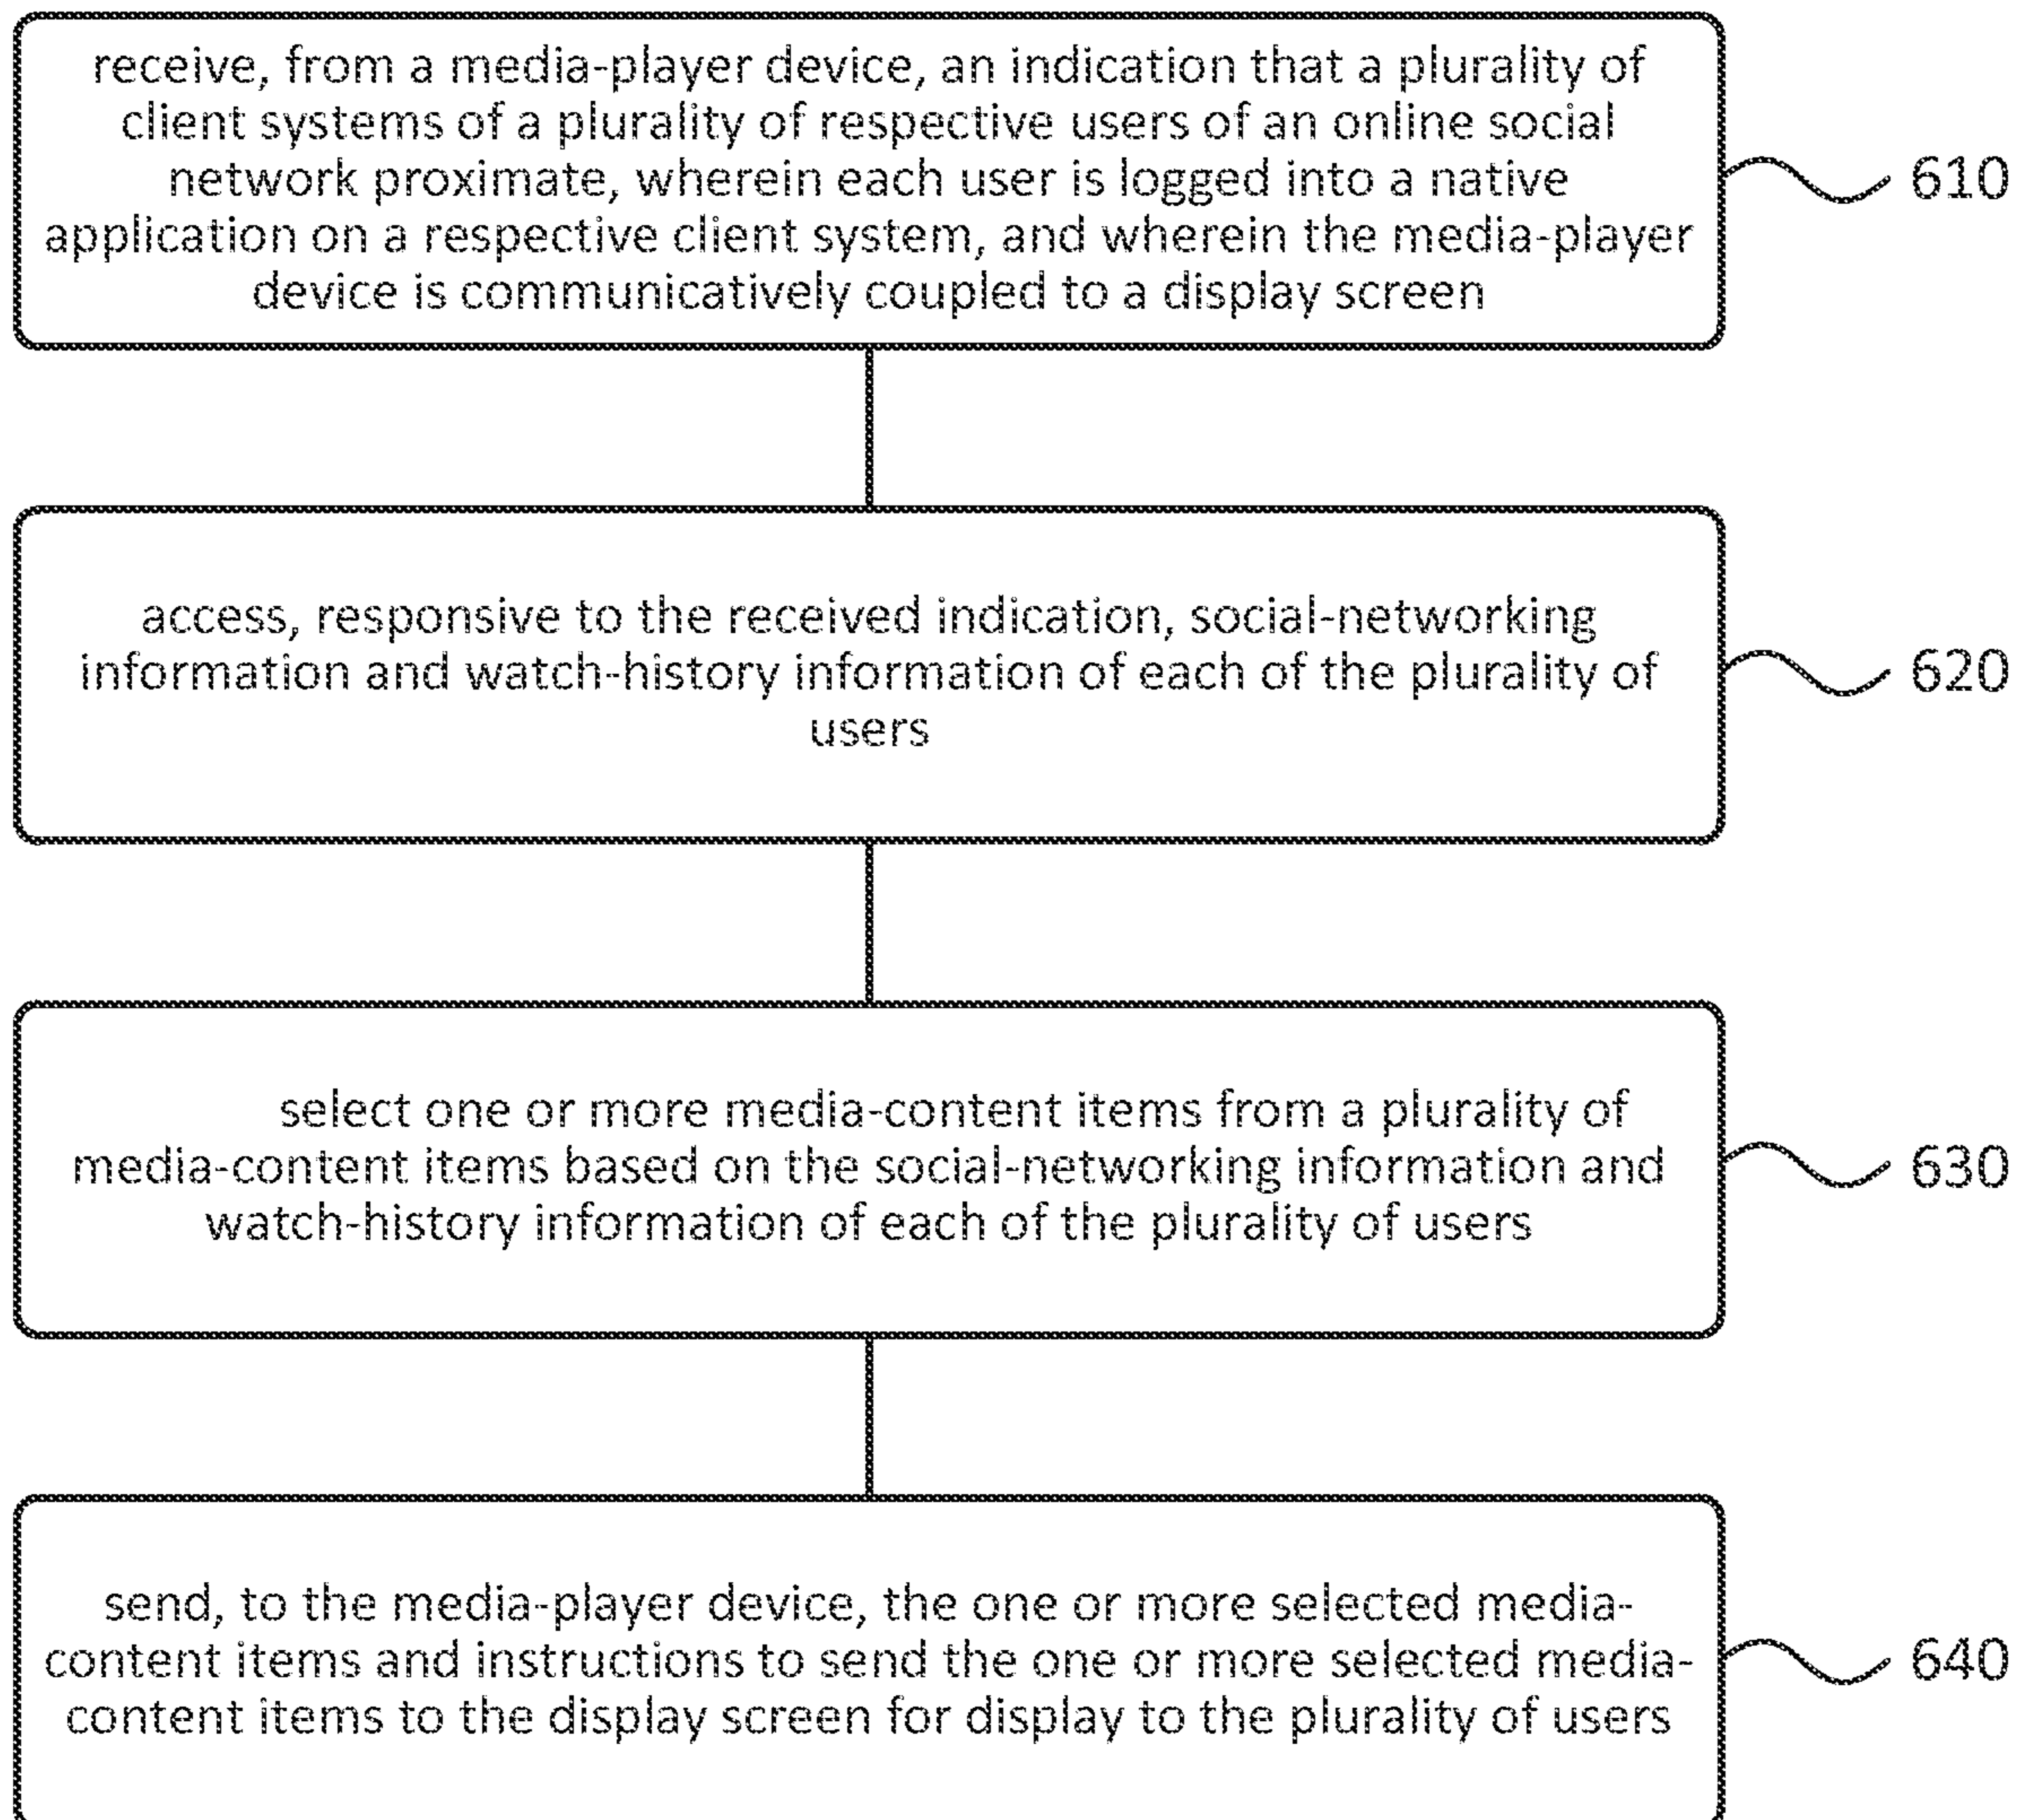 receive, from a media-player device, an indication that a plurality of
client systems of a plurality of respective users of an online social
network proximate, wherein each user is logged into a native
application on a respective client system, and wherein the media-player
device is communicatively coupled to a display screen
610
access, responsive to the received indication, social-networking
information and watch-history information of each of the plurality of
users
620
select one or more media-content items from a plurality of
media-content items based on the social-networking information and
watch-history information of each of the plurality of users
630
send, to the media-player device, the one or more selected media-
content items and instructions to send the one or more selected media-
content items to the display screen for display to the plurality of users
640